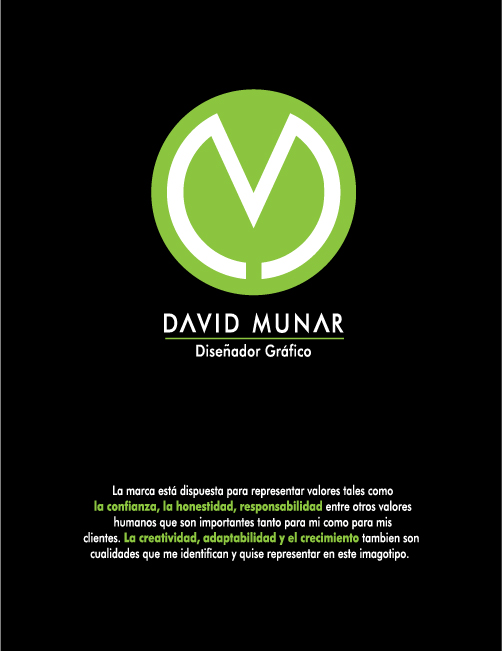 DAVID MUNAR
Diseñador Gráfico
La marca está dispuesta para representar valores tales como
la confianza, la honestidad, responsabilidad entre otros valores
humanos que son importantes tanto para mi como para mis
clientes. La creatividad, adaptabilidad y el crecimiento tambien son
cualidades que me identifican y quise representar en este imagotipo.